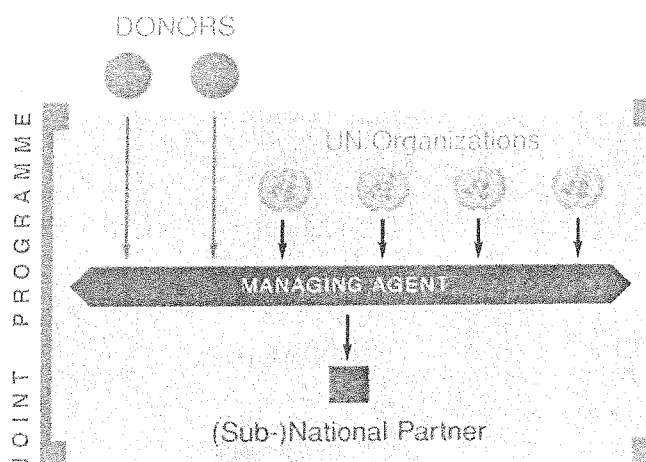 DONORS
JOINT PROGRAMME
UN Organizations
MANAGING AGENT
(Sub-)National Partner